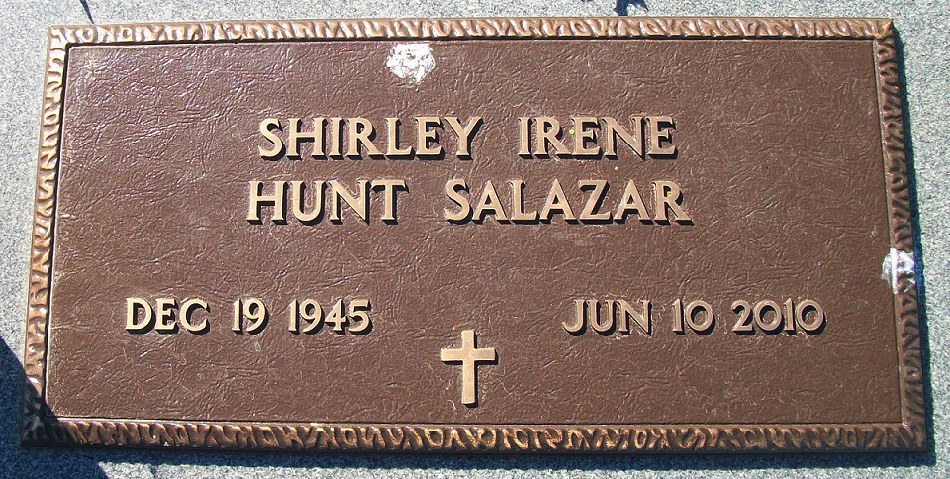 SHIRLEY IRENE
HUNT SALAZAR
DEC 19 1945 JUN 10 2010